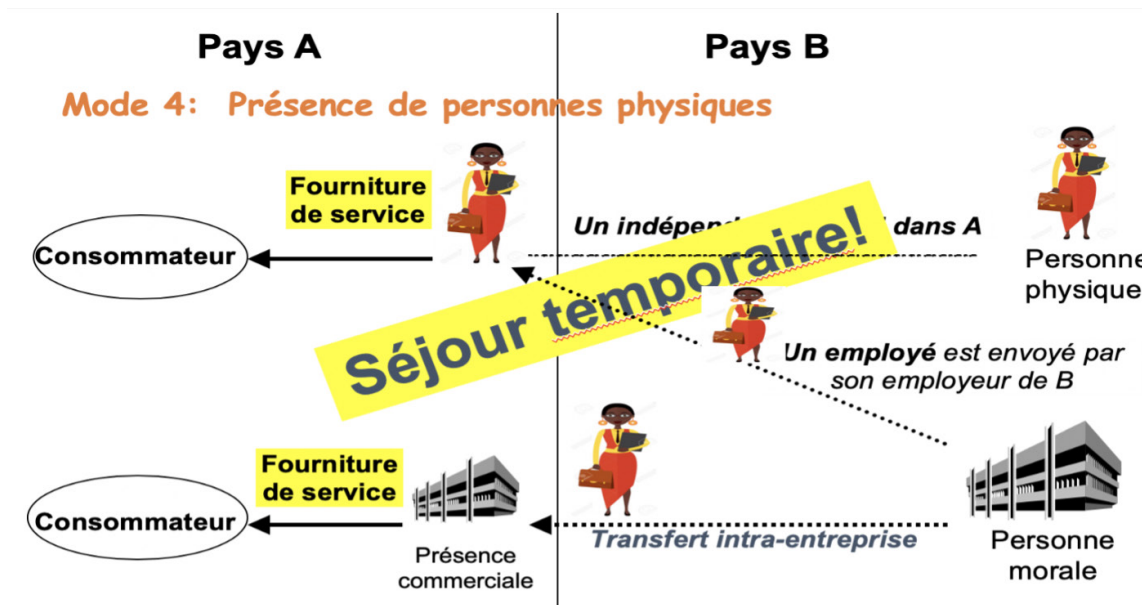 Pays A
Pays B
Mode 4: Présence de personnes physiques
Fourniture
de service
Un indépen dans A
Consommateur
Personne
physique
Séjour temporaire!
Un employé est envoyé par
son employeur de B
Fourniture
de service
Consommateur
Présence
commerciale
Transfert intra-entreprise
Personne
morale